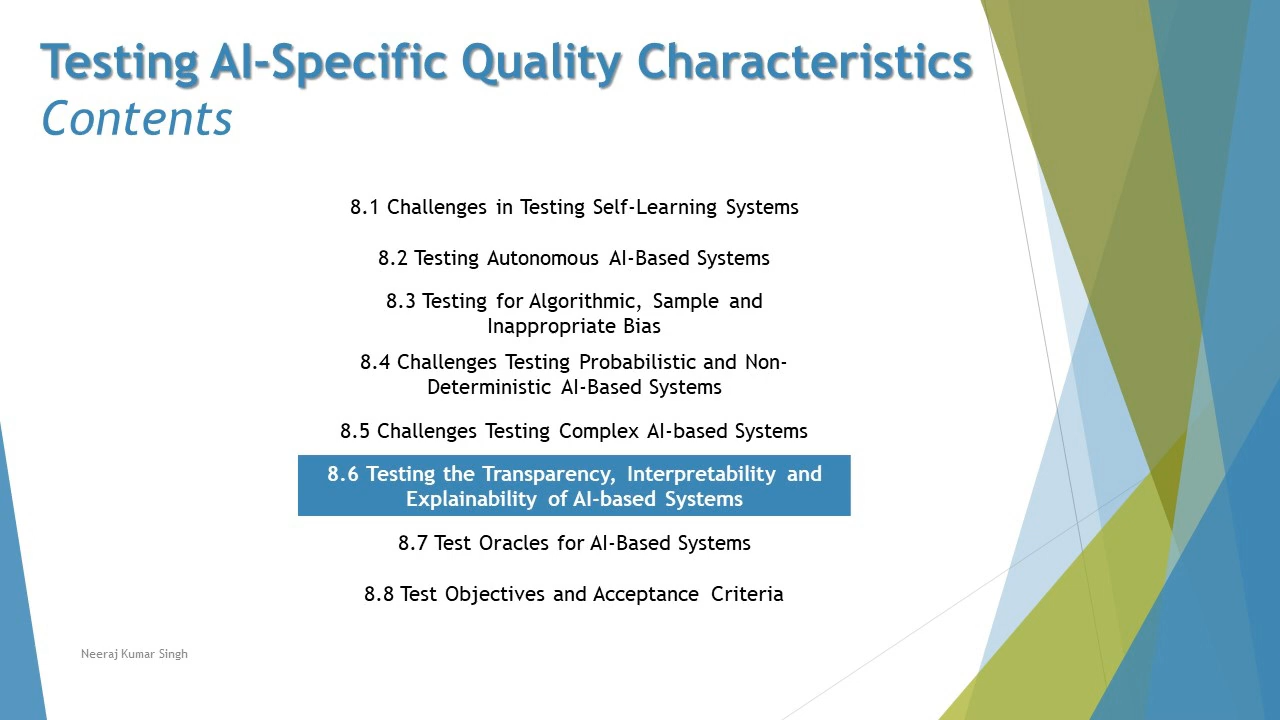 Testing AI-Specific Quality Characteristics
Contents
8.1 Challenges in Testing Self-Learning Systems
8.2 Testing Autonomous AI-Based Systems
8.3 Testing for Algorithmic, Sample and
Inappropriate Bias
8.4 Challenges Testing Probabilistic and Non-
Deterministic AI-Based Systems
8.5 Challenges Testing Complex AI-based Systems
8.6 Testing the Transparency, Interpretability and
Explainability of AI-based Systems
8.7 Test Oracles for AI-Based Systems
8.8 Test Objectives and Acceptance Criteria
Neeraj Kumar Singh